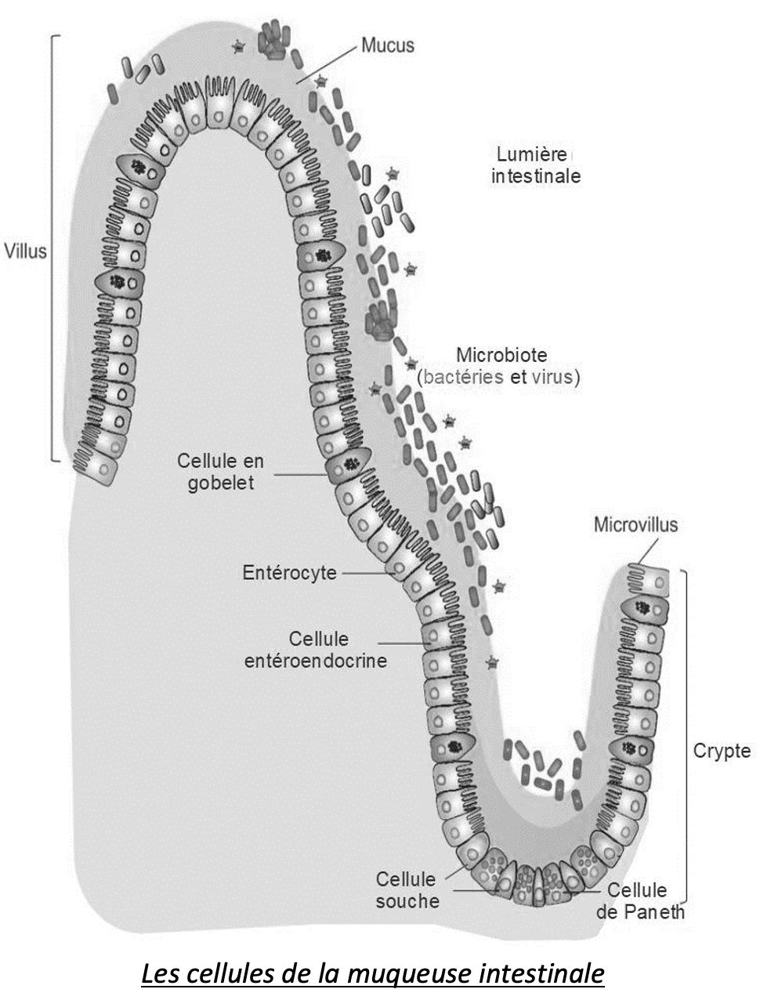 Mucus
Lumière
intestinale
Villus
Microbiote
(bactéries et virus)
Cellule en
gobelet
Microvillus
Entérocyte
Cellule
entéroendocrine
Crypte
Cellule
souche
Cellule
de Paneth
Les cellules de la muqueuse intestinale